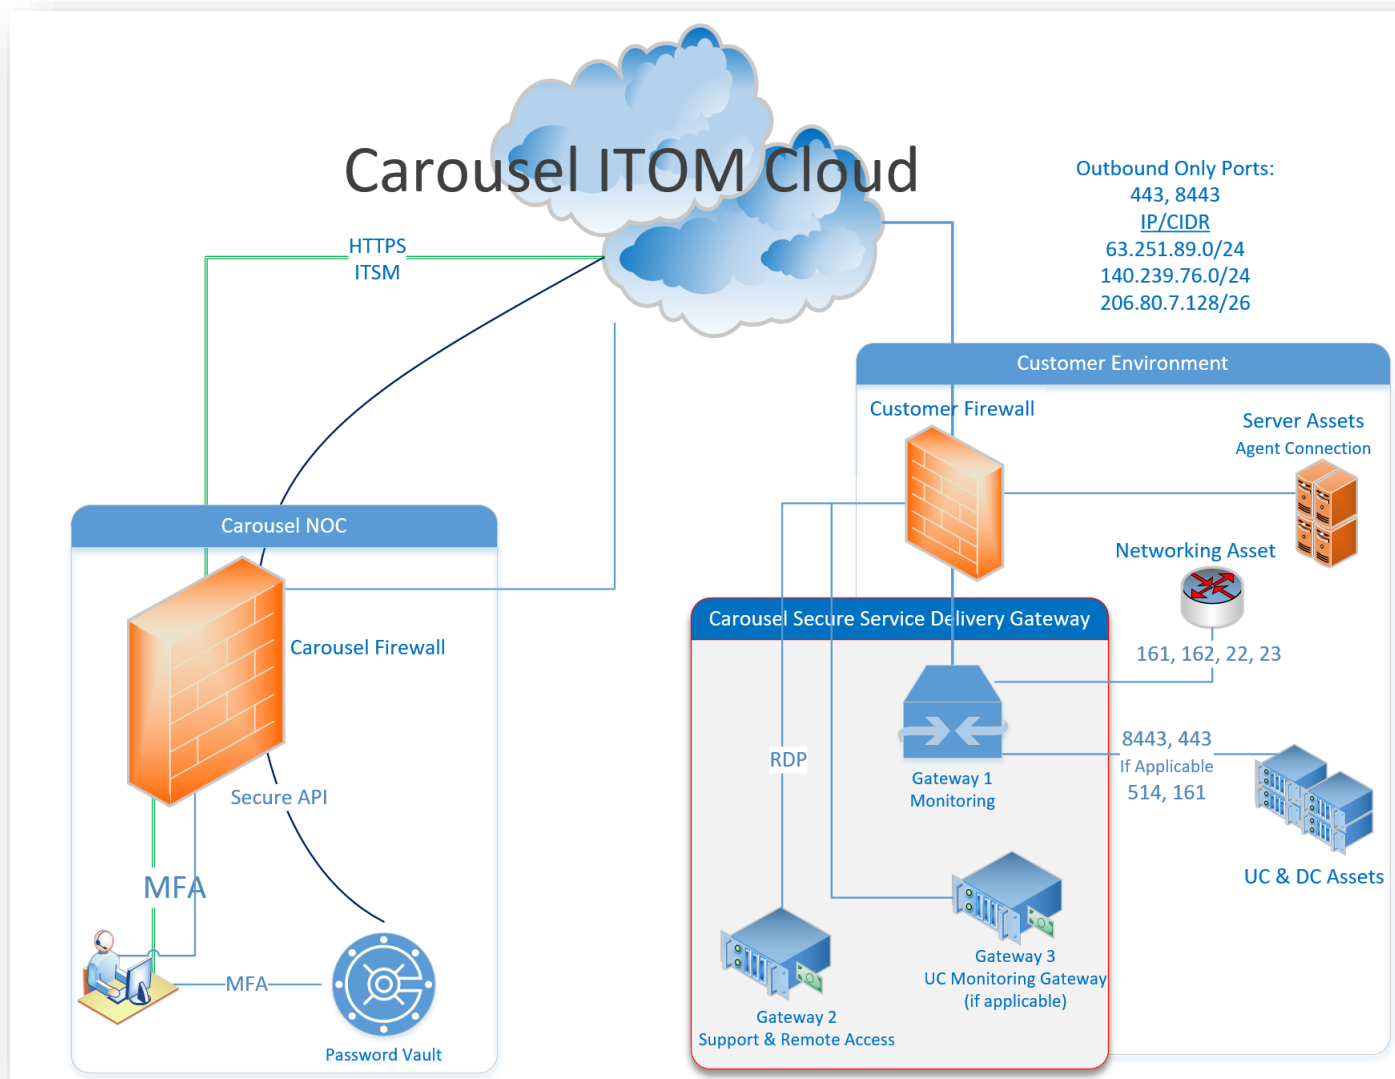 Carousel ITOM Cloud
Outbound Only Ports:
443, 8443
IP/CIDR
63.251.89.0/24
140.239.76.0/24
206.80.7.128/26
HTTPS
ITSM
Customer Environment
Customer Firewall
Server Assets
Agent Connection
Networking Asset
161, 162, 22, 23
Carousel NOC
Carousel Firewall
Secure API
MFA
MFA
Password Vault
Carousel Secure Service Delivery Gateway
RDP
Gateway 1
Monitoring
8443, 443
If Applicable
514, 161
UC & DC Assets
Gateway 3
UC Monitoring Gateway
(if applicable)
Gateway 2
Support & Remote Access